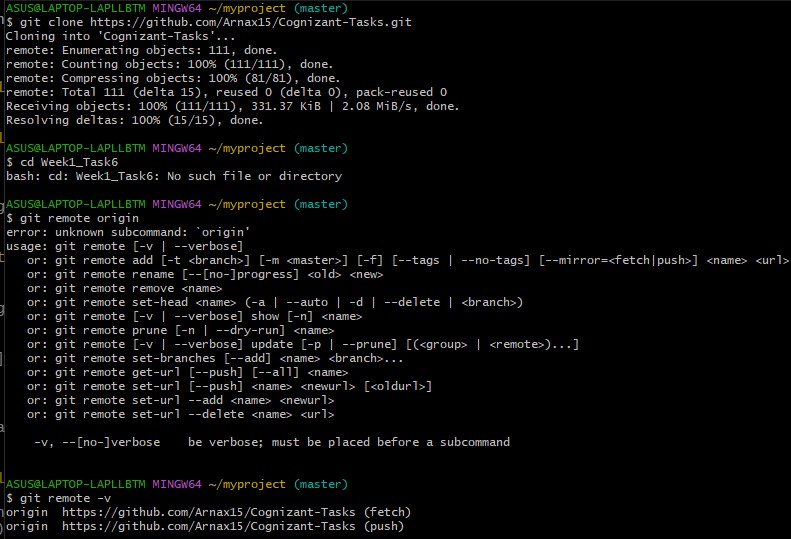 ASUS@LAPTOP-LAPLLBTM MINGW64 ~/myproject (master)
$ git clone https://github.com/Arnax15/Cognizant-Tasks.git
Cloning into 'Cognizant-Tasks'...
remote: Enumerating objects: 111, done.
remote: Counting objects: 100% (111/111), done.
remote: Compressing objects: 100% (81/81), done.
remote: Total 111 (delta 15), reused 0 (delta 0), pack-reused 0
Receiving objects: 100% (111/111), 331.37 KiB | 2.08 MiB/s, done.
Resolving deltas: 100% (15/15), done.
ASUS@LAPTOP-LAPLLBTM MINGW64 ~/myproject (master)
$ cd Week1_Task6
bash: cd: Week1_Task6: No such file or directory
ASUS@LAPTOP-LAPLLBTM MINGW64 ~/myproject (master)
$ git remote origin
error: unknown subcommand: `origin'
usage: git remote [-v | --verbose]
   or: git remote add [-t <branch>] [-m <master>] [-f] [--tags | --no-tags] [--mirror=<fetch|push>] <name> <url>
   or: git remote rename [--[no-]progress] <old> <new>
   or: git remote remove <name>
   or: git remote set-head <name> (-a | --auto | -d | --delete | <branch>)
   or: git remote [-v | --verbose] show [-n] <name>
   or: git remote prune [-n | --dry-run] <name>
   or: git remote [-v | --verbose] update [-p | --prune] [(<group> | <remote>)...]
   or: git remote set-branches [--add] <name> <branch>...
   or: git remote get-url [--push] [--all] <name>
   or: git remote set-url [--push] <name> <newurl> [<oldurl>]
   or: git remote set-url --add <name> <newurl>
   or: git remote set-url --delete <name> <url>
    -v, --[no-]verbose    be verbose; must be placed before a subcommand
ASUS@LAPTOP-LAPLLBTM MINGW64 ~/myproject (master)
$ git remote -v
origin  https://github.com/Arnax15/Cognizant-Tasks (fetch)
origin  https://github.com/Arnax15/Cognizant-Tasks (push)